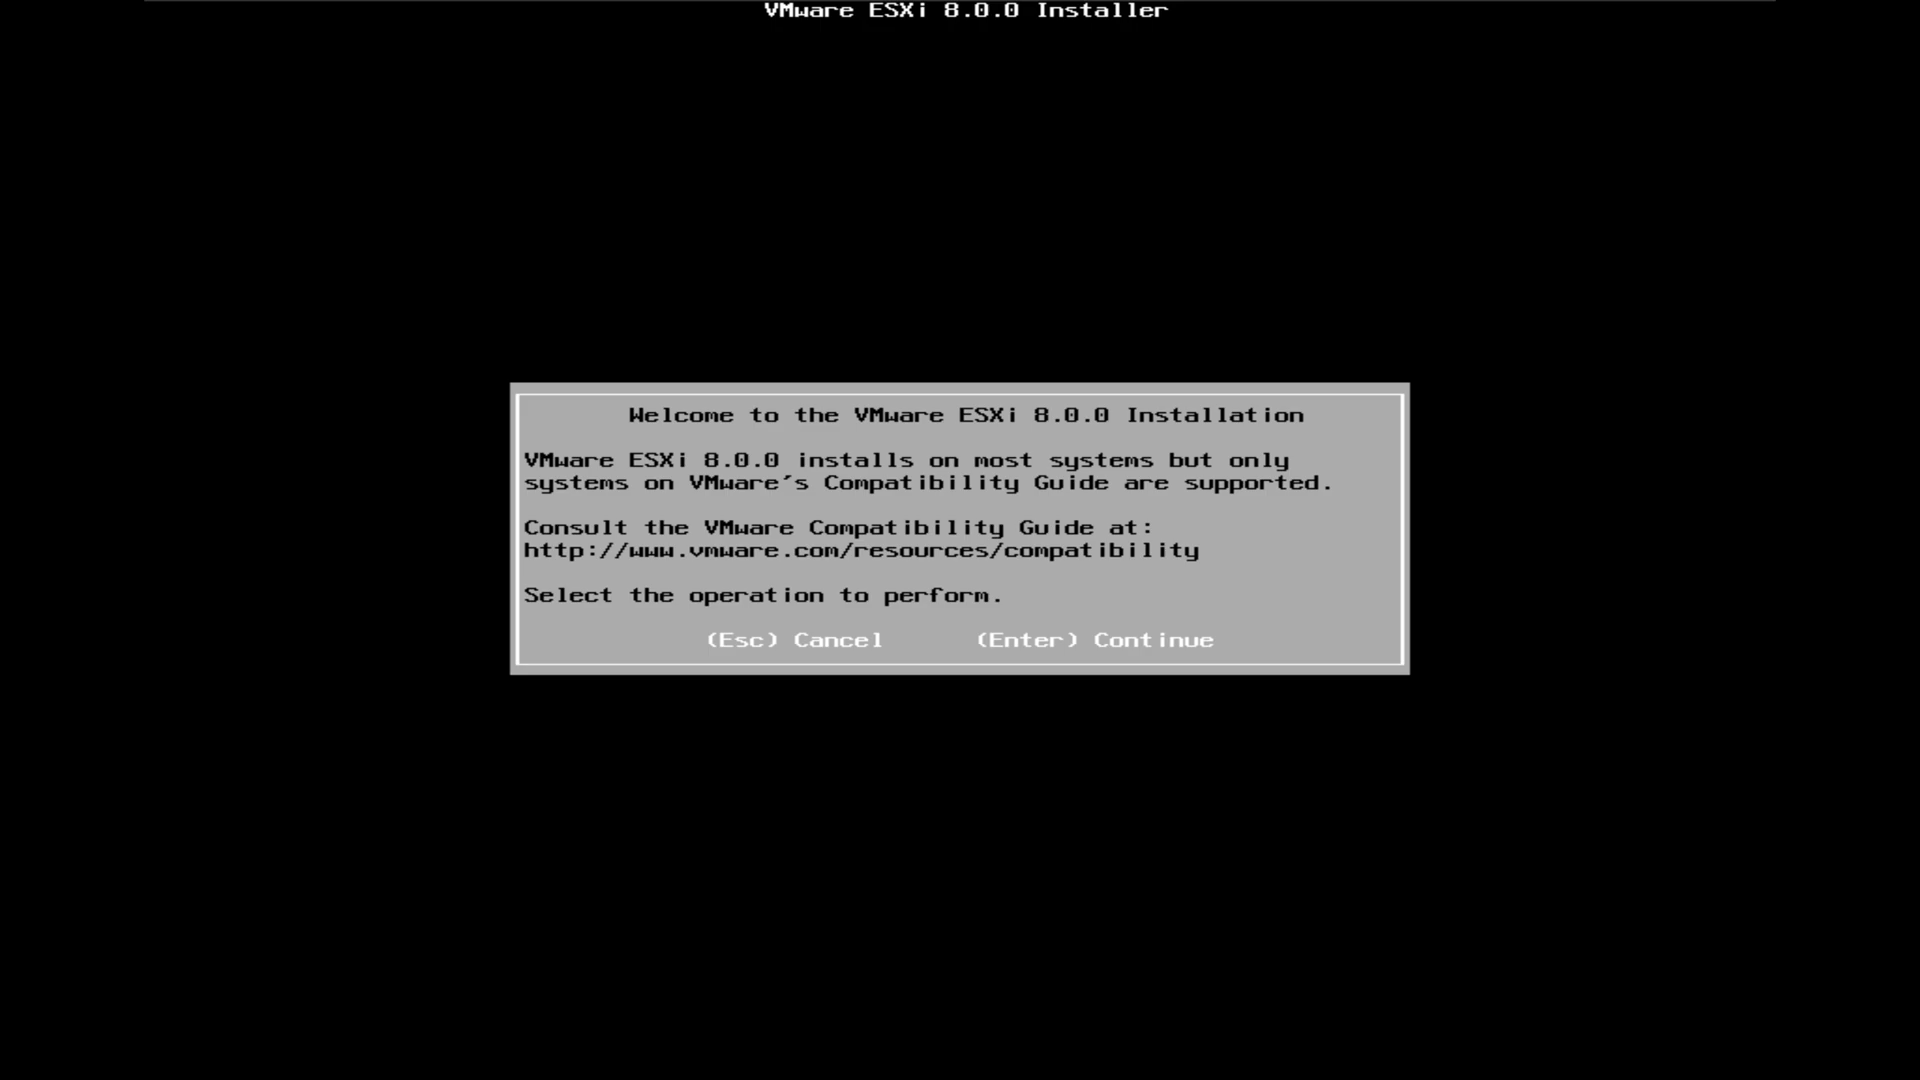 VMware ESXi 8.0.0 Installer
Welcome to the VMware ESXi 8.0.0 Installation
VMware ESXi 8.0.0 installs on most systems but only
systems on VMware's Compatibility Guide are supported.
Consult the VMware Compatibility Guide at:
http://www.vmware.com/resources/compatibility
Select the operation to perform.
(Esc) Cancel (Enter) Continue